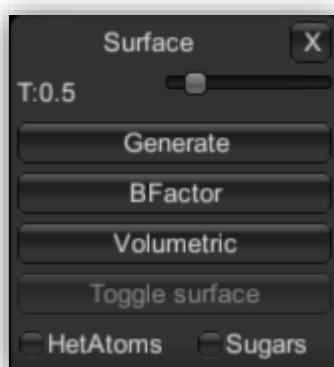 Surface X
T:0.5
Generate
BFactor
Volumetric
Toggle surface
HetAtoms Sugars